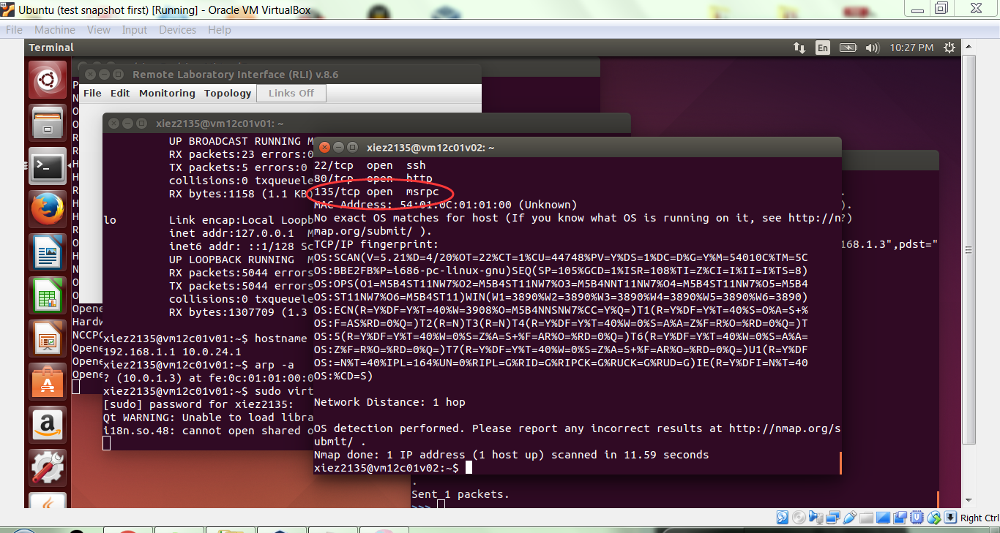 Ubuntu (test snapshot first) [Running] - Oracle VM VirtualBox
File Machine View Input Devices Help
Terminal
En
10:27 PM
Remote Laboratory Interface (RLI) v.8.6
File Edit Monitoring Topology Links Off
xiez2135@vm12c01v01: ~
UP BROADCAST RUNNING M
RX packets:23 errors:0
TX packets:5 errors:0
collisions:0 txqueuele
RX bytes:1158 (1.1 KB)
lo Link encap:Local Loopb
inet addr:127.0.0.1 M
inet6 addr: ::1/128 Sc
UP LOOPBACK RUNNING M
RX packets:5044 errors
TX packets:5044 errors
collisions:0 txqueuele
RX bytes:1307709 (1.3
xiez2135@vm12c01v01:~$ hostname
192.168.1.1 10.0.24.1
xiez2135@vm12c01v01:~$ arp -a
? (10.0.1.3) at fe:0c:01:01:00:0
xiez2135@vm12c01v01:~$ sudo virt
[sudo] password for xiez2135:
Qt WARNING: Unable to load libra
i18n.so.48: cannot open shared o
Opene
Hardw
NCCPC
Opene
Opene
Opene
xiez2135@vm12c01v02: ~
22/tcp open ssh
80/tcp open http
135/tcp open msrpc
MAC Address: 54:01:0C:01:01:00 (Unknown)
No exact OS matches for host (If you know what OS is running on it, see http://n
map.org/submit/ ).
TCP/IP fingerprint:
OS:SCAN(V=5.21%D=4/20%OT=22%CT=1%CU=44748%PV=Y%DS=1%DC=D%G=Y%M=54010C%TM=5C
OS:BBE2FB%P=i686-pc-linux-gnu)SEQ(SP=105%GCD=1%ISR=108%TI=Z%CI=I%II=I%TS=8)
OS:OPS(O1=M5B4ST11NW7%O2=M5B4ST11NW7%O3=M5B4NNT11NW7%O4=M5B4ST11NW7%O5=M5B4
OS:ST11NW7%O6=M5B4ST11)WIN(W1=3890%W2=3890%W3=3890%W4=3890%W5=3890%W6=3890)
OS:ECN(R=Y%DF=Y%T=40%W=3908%O=M5B4NNSNW7%CC=Y%Q=)T1(R=Y%DF=Y%T=40%S=O%A=S+%
OS:F=AS%RD=0%Q=)T2(R=N)T3(R=N)T4(R=Y%DF=Y%T=40%W=0%S=A%A=Z%F=R%O=%RD=0%Q=)T
OS:5(R=Y%DF=Y%T=40%W=0%S=Z%A=S+%F=AR%O=%RD=0%Q=)T6(R=Y%DF=Y%T=40%W=0%S=A%A=
OS:Z%F=R%O=%RD=0%Q=)T7(R=Y%DF=Y%T=40%W=0%S=Z%A=S+%F=AR%O=%RD=0%Q=)U1(R=Y%DF
OS:=N%T=40%IPL=164%UN=0%RIPL=G%RID=G%RIPCK=G%RUCK=G%RUD=G)IE(R=Y%DFI=N%T=40
OS:%CD=S)
Network Distance: 1 hop
OS detection performed. Please report any incorrect results at http://nmap.org/s
ubmit/ .
Nmap done: 1 IP address (1 host up) scanned in 11.59 seconds
xiez2135@vm12c01v02:~$
?)
168.1.3",pdst="
.
Sent 1 packets.
>>>
Right Ctrl